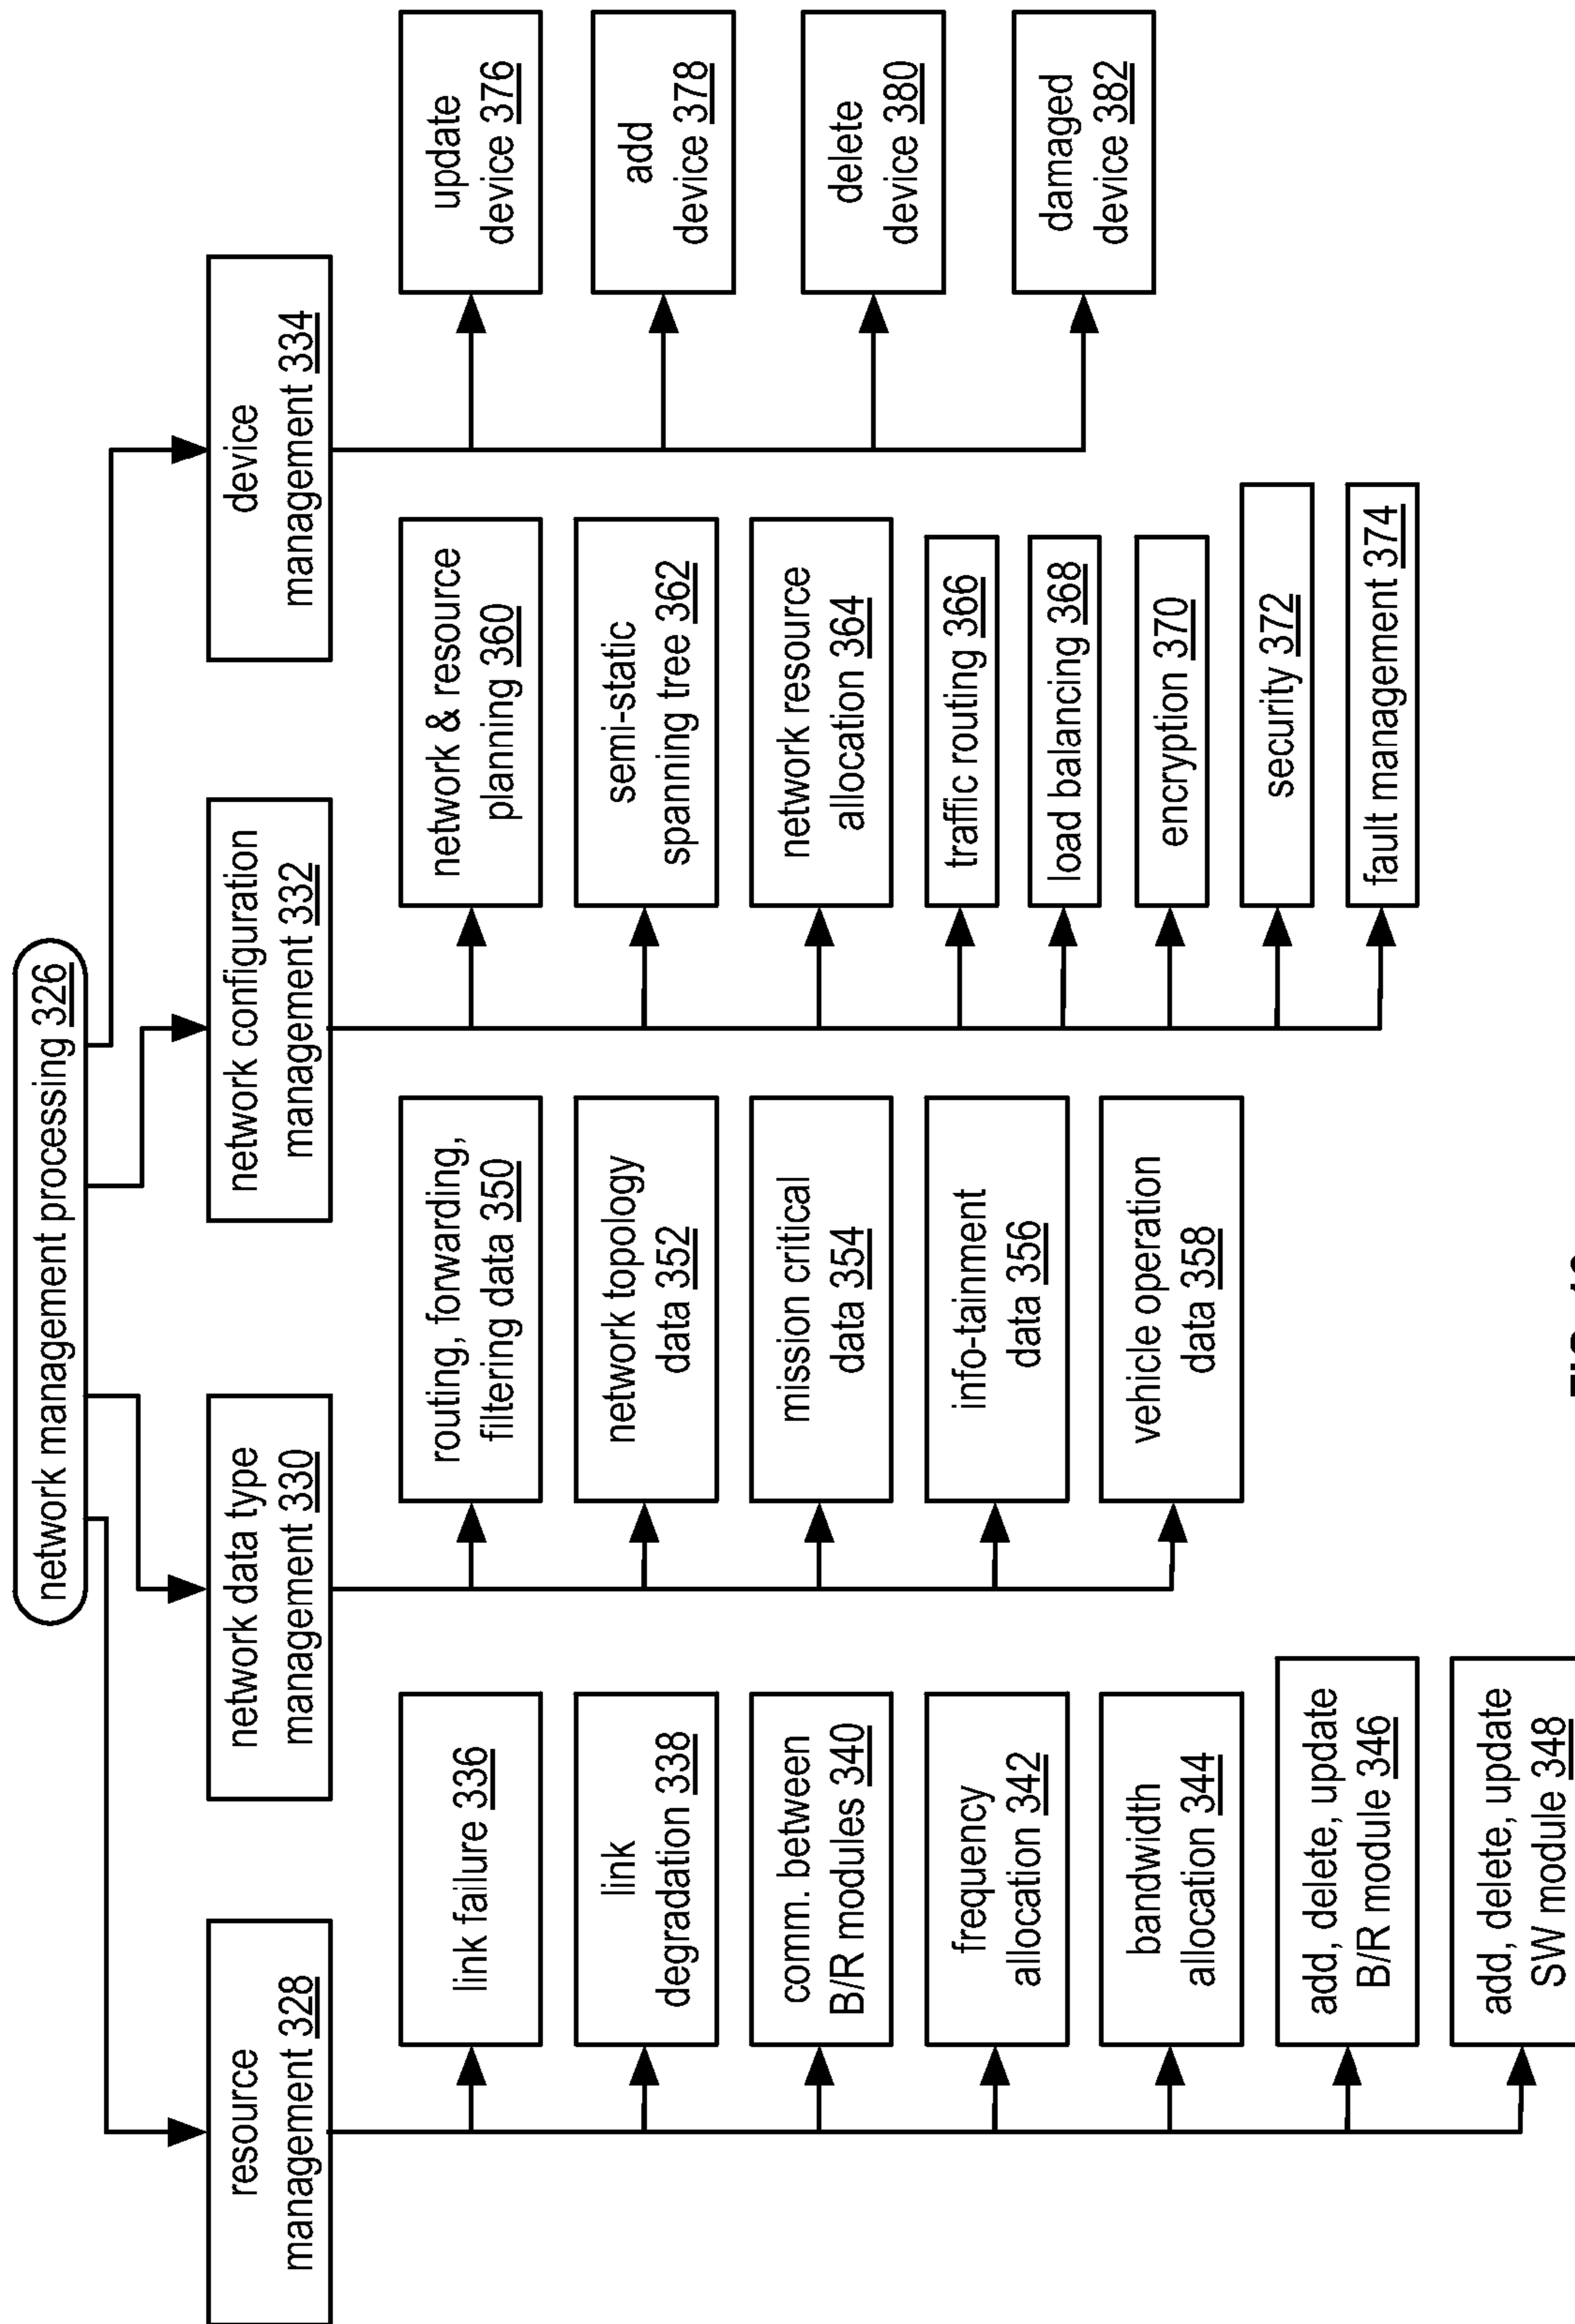 network management processing 326
resource
management 328
link failure 336
link
degradation 338
comm. between
B/R modules 340
frequency
allocation 342
bandwidth
allocation 344
add, delete, update
B/R module 346
add, delete, update
SW module 348
network data type
management 330
routing, forwarding,
filtering data 350
network topology
data 352
mission critical
data 354
info-tainment
data 356
vehicle operation
data 358
network configuration
management 332
network & resource
planning 360
semi-static
spanning tree 362
network resource
allocation 364
traffic routing 366
load balancing 368
encryption 370
security 372
fault management 374
device
management 334
update
device 376
add
device 378
delete
device 380
damaged
device 382
FIG.